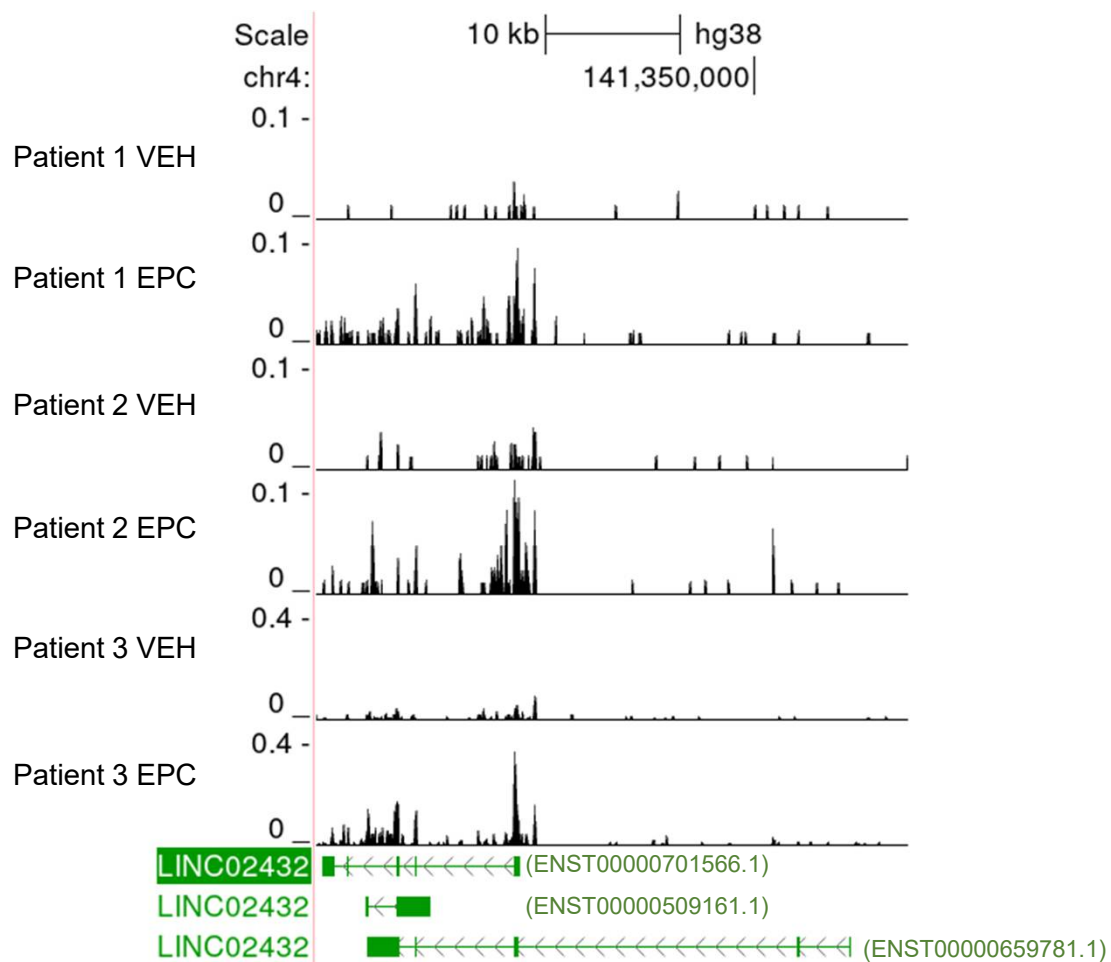 Scale 10 kb hg38
chr4: 141,350,000
0.1 -
Patient 1 VEH
0
0.1 -
Patient 1 EPC
0
0.1 -
Patient 2 VEH
0
0.1 -
Patient 2 EPC
0
0.4 -
Patient 3 VEH
0
0.4 -
Patient 3 EPC
0
LINC02432 (ENST00000701566.1)
LINC02432 (ENST00000509161.1)
LINC02432 (ENST00000659781.1)